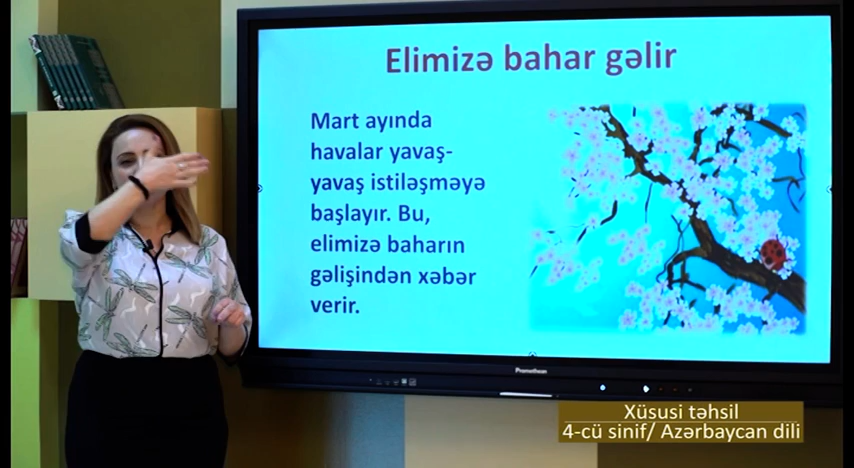 Elimizə bahar gəlir
Mart ayında
havalar yavaş-
yavaş istiləşməyə
başlayır. Bu,
elimizə baharın
gəlişindən xəbər
verir.
Promethean
Xüsusi təhsil
4-cü sinif/ Azərbaycan dili